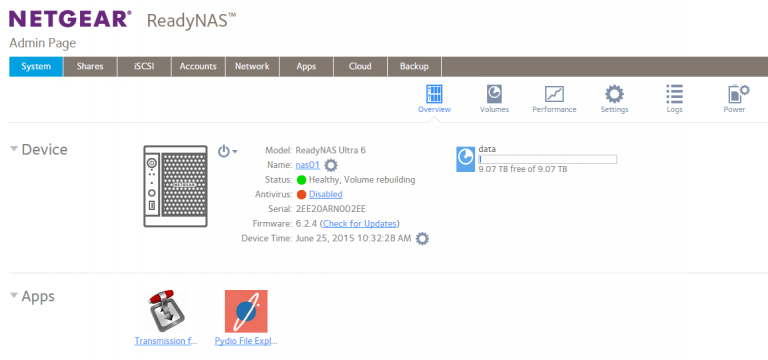 NETGEAR® ReadyNAS™
Admin Page
System Shares iSCSI Accounts Network Apps Cloud Backup
Overview Volumes Performance Settings Logs Power
Device
NETGEAR
Model: ReadyNAS Ultra 6
Name: nas01
Status: Healthy, Volume rebuilding
Antivirus: Disabled
Serial: 2EE20ARN002EE
Firmware: 6.2.4 (Check for Updates)
Device Time: June 25, 2015 10:32:28 AM
data
9.07 TB free of 9.07 TB
Apps
Transmission f...
Pydio File Expl...